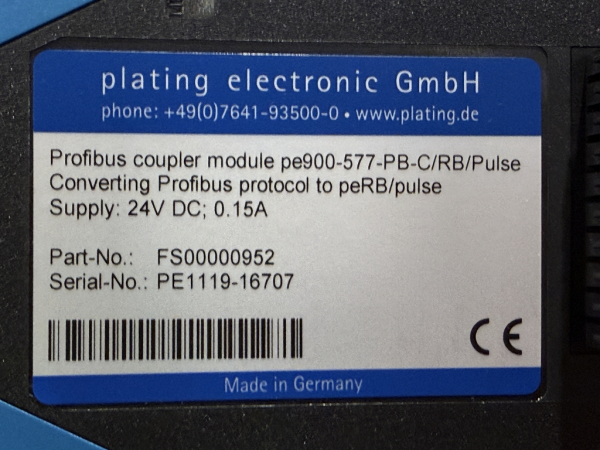 plating electronic GmbH
phone: +49(0)7641-93500-0 • www.plating.de
Profibus coupler module pe900-577-PB-C/RB/Pulse
Converting Profibus protocol to peRB/pulse
Supply: 24V DC; 0.15A
Part-No.: FS00000952
Serial-No.: PE1119-16707
CE
Made in Germany